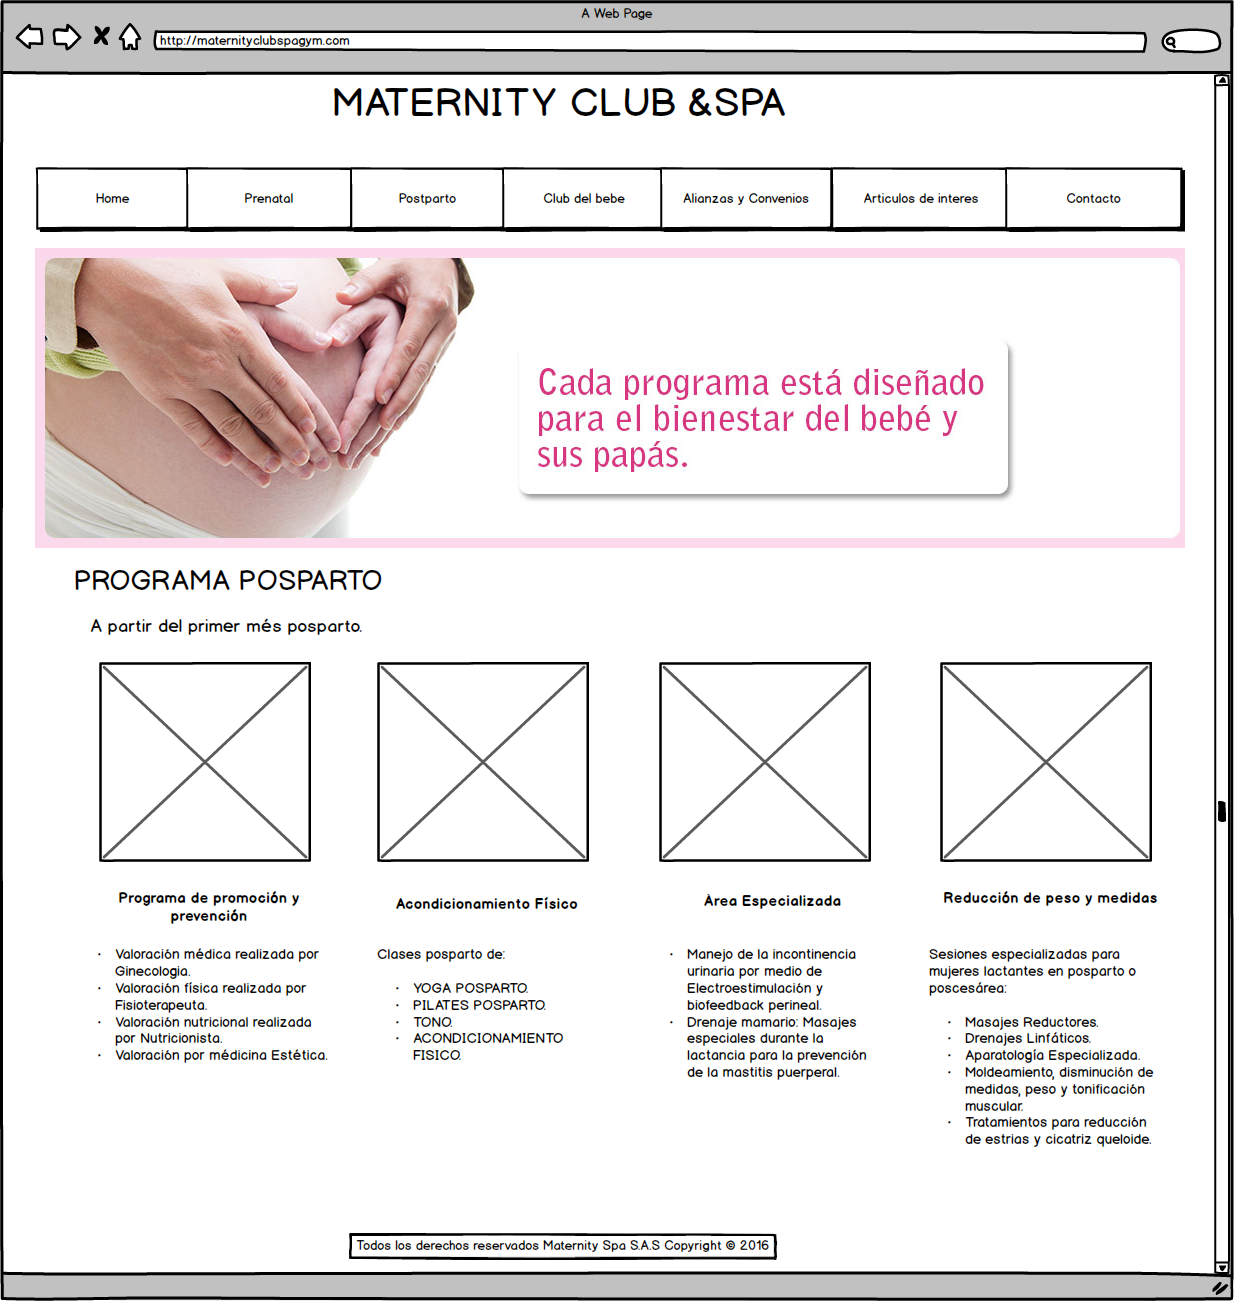 A Web Page
http://maternityclubspagym.com
MATERNITY CLUB &SPA
Home
Prenatal
Postparto
Club del bebe
Alianzas y Convenios
Articulos de interes
Contacto
Cada programa está diseñado
para el bienestar del bebé y
sus papás.
PROGRAMA POSPARTO
A partir del primer més posparto.
Programa de promoción y
prevención
• Valoración médica realizada por
Ginecologia.
• Valoración física realizada por
Fisioterapeuta.
• Valoración nutricional realizada
por Nutricionista.
• Valoración por médicina Estética.
Acondicionamiento Físico
Clases posparto de:
• YOGA POSPARTO.
• PILATES POSPARTO.
• TONO.
• ACONDICIONAMIENTO
FISICO.
Àrea Especializada
• Manejo de la incontinencia
urinaria por medio de
Electroestimulación y
biofeedback perineal.
• Drenaje mamario: Masajes
especiales durante la
lactancia para la prevención
de la mastitis puerperal.
Reducción de peso y medidas
Sesiones especializadas para
mujeres lactantes en posparto o
poscesárea:
• Masajes Reductores.
• Drenajes Linfáticos.
• Aparatología Especializada.
• Moldeamiento, disminución de
medidas, peso y tonificación
muscular.
• Tratamientos para reducción
de estrias y cicatriz queloide.
Todos los derechos reservados Maternity Spa S.A.S Copyright © 2016